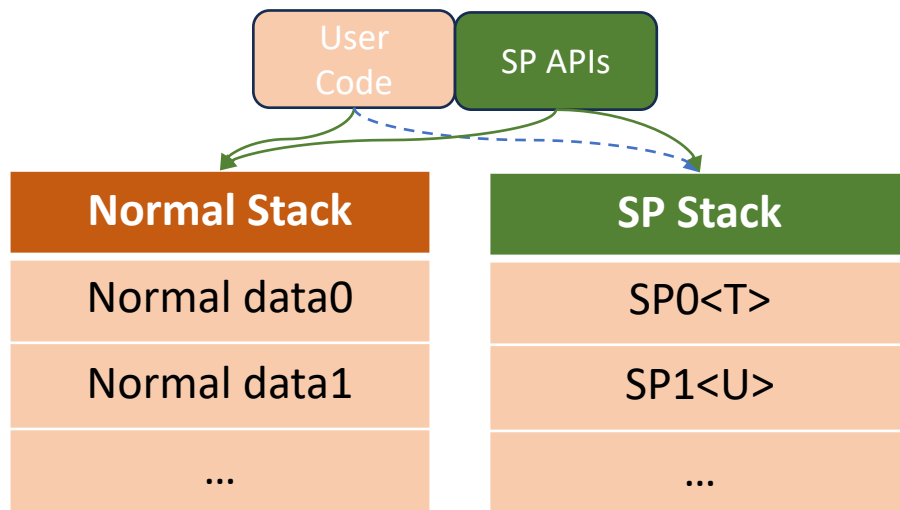 User
Code
SP APIs
Normal Stack
Normal data0
Normal data1
...
SP Stack
SP0<T>
SP1<U>
...